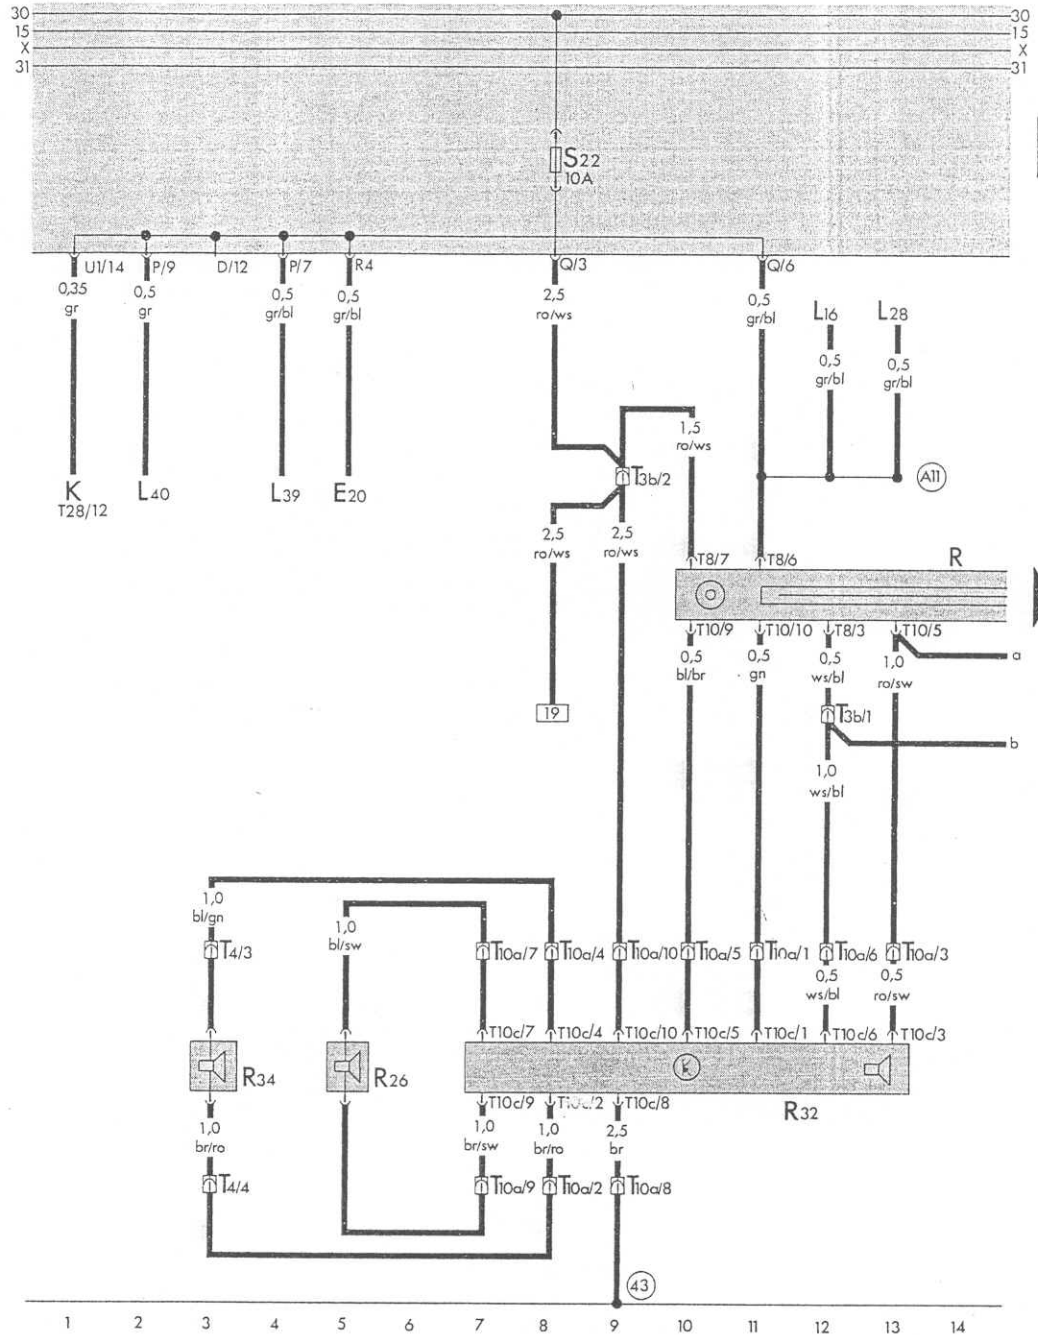 30 30
15 15
X X
31 31
S22
10A
U1/14 P/9 D/12 P/7 R4 Q/3 Q/6
0,35 0,5 0,5 0,5 2,5 0,5
gr gr gr/bl gr/bl ro/ws gr/bl
L16 L28
0,5 0,5
gr/bl gr/bl
1,5
ro/ws
K L40 L39 E20 T3b/2 A11
T28/12
2,5 2,5
ro/ws ro/ws
T8/7 T8/6 R
T10/9 T10/10 T8/3 T10/5
0,5 0,5 0,5 1,0 a
bl/br gn ws/bl ro/sw
19 T3b/1
b
1,0
ws/bl
1,0
bl/gn
1,0
bl/sw
T4/3 T10a/7 T10a/4 T10a/10 T10a/5 T10a/1 T10a/6 T10a/3
0,5 0,5
ws/bl ro/sw
T10c/7 T10c/4 T10c/10 T10c/5 T10c/1 T10c/6 T10c/3
R34 R26
T10c/9 T10c/2 T10c/8 R32
1,0 1,0 1,0 2,5
br/ro br/sw br/ro br
T4/4 T10a/9 T10a/2 T10a/8
43
1 2 3 4 5 6 7 8 9 10 11 12 13 14